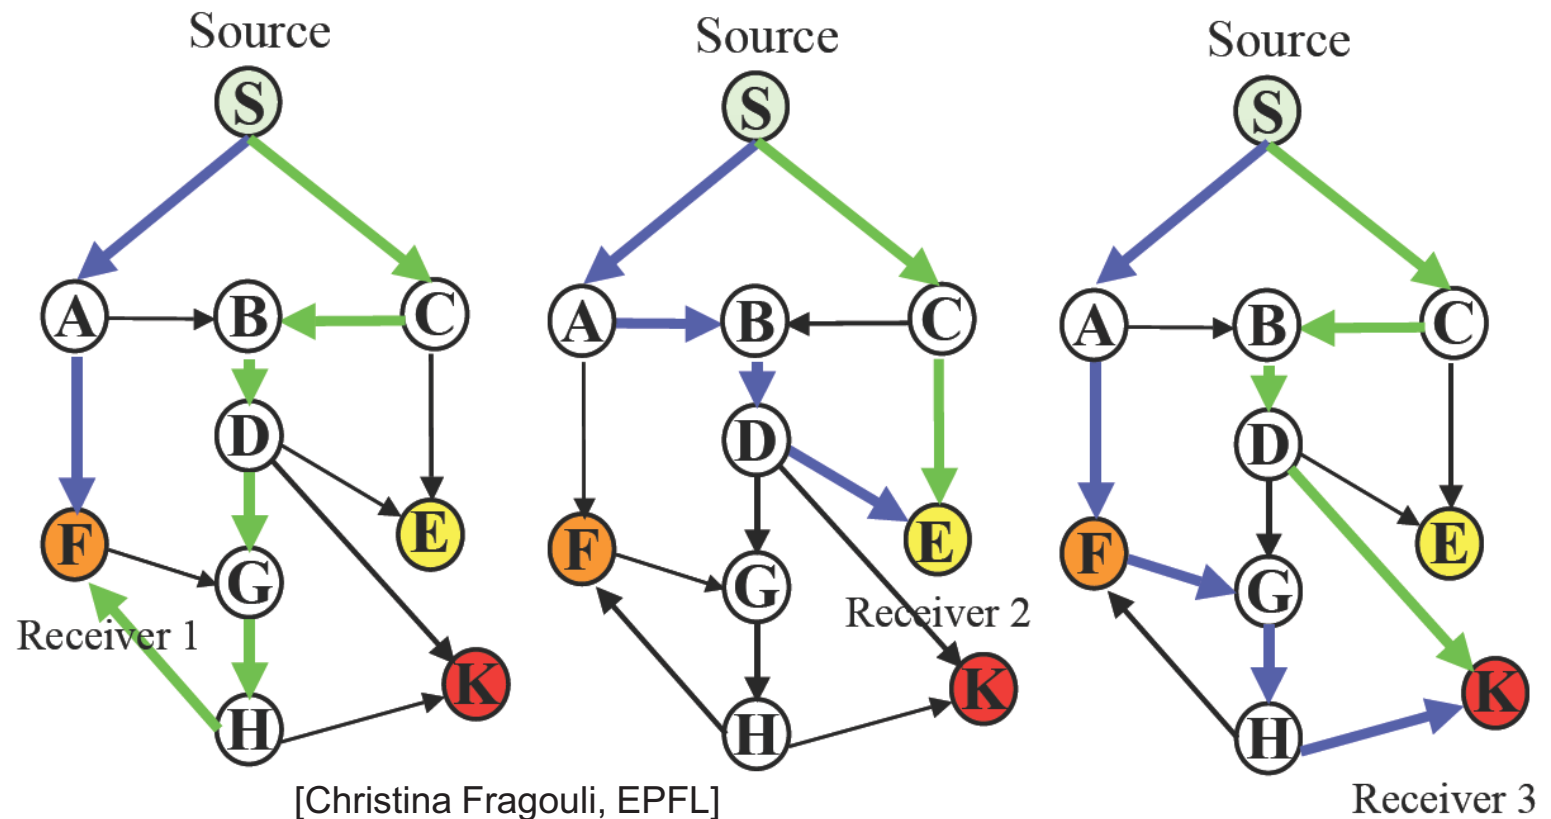 Source
S
A
B
C
D
F
E
G
Receiver 1
K
H
Source
S
A
B
C
D
F
E
G
Receiver 2
K
H
Source
S
A
B
C
D
F
E
G
K
H
Receiver 3
[Christina Fragouli, EPFL]